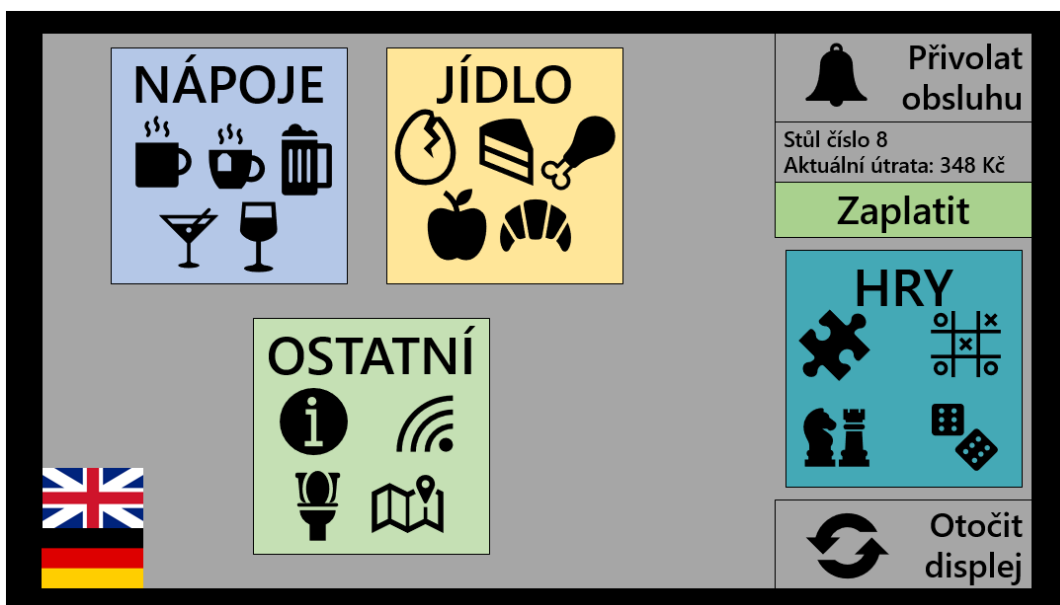 NÁPOJE
JÍDLO
OSTATNÍ
Přivolat
obsluhu
Stůl číslo 8
Aktuální útrata: 348 Kč
Zaplatit
HRY
Otočit
displej